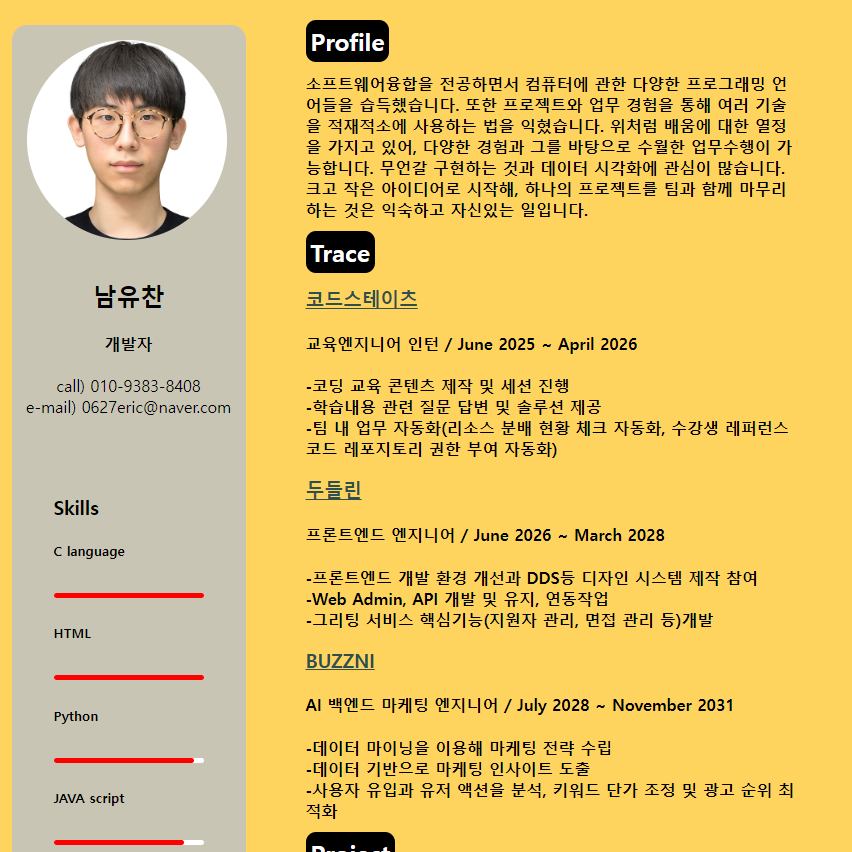 남유찬
개발자
call) 010-9383-8408
e-mail) 0627eric@naver.com
Skills
C language
HTML
Python
JAVA script
Profile
소프트웨어융합을 전공하면서 컴퓨터에 관한 다양한 프로그래밍 언
어들을 습득했습니다. 또한 프로젝트와 업무 경험을 통해 여러 기술
을 적재적소에 사용하는 법을 익혔습니다. 위처럼 배움에 대한 열정
을 가지고 있어, 다양한 경험과 그를 바탕으로 수월한 업무수행이 가
능합니다. 무언갈 구현하는 것과 데이터 시각화에 관심이 많습니다.
크고 작은 아이디어로 시작해, 하나의 프로젝트를 팀과 함께 마무리
하는 것은 익숙하고 자신있는 일입니다.
Trace
코드스테이츠
교육엔지니어 인턴 / June 2025 ~ April 2026
-코딩 교육 콘텐츠 제작 및 세션 진행
-학습내용 관련 질문 답변 및 솔루션 제공
-팀 내 업무 자동화(리소스 분배 현황 체크 자동화, 수강생 레퍼런스
코드 레포지토리 권한 부여 자동화)
두들린
프론트엔드 엔지니어 / June 2026 ~ March 2028
-프론트엔드 개발 환경 개선과 DDS등 디자인 시스템 제작 참여
-Web Admin, API 개발 및 유지, 연동작업
-그리팅 서비스 핵심기능(지원자 관리, 면접 관리 등)개발
BUZZNI
AI 백엔드 마케팅 엔지니어 / July 2028 ~ November 2031
-데이터 마이닝을 이용해 마케팅 전략 수립
-데이터 기반으로 마케팅 인사이트 도출
-사용자 유입과 유저 액션을 분석, 키워드 단가 조정 및 광고 순위 최
적화
Project